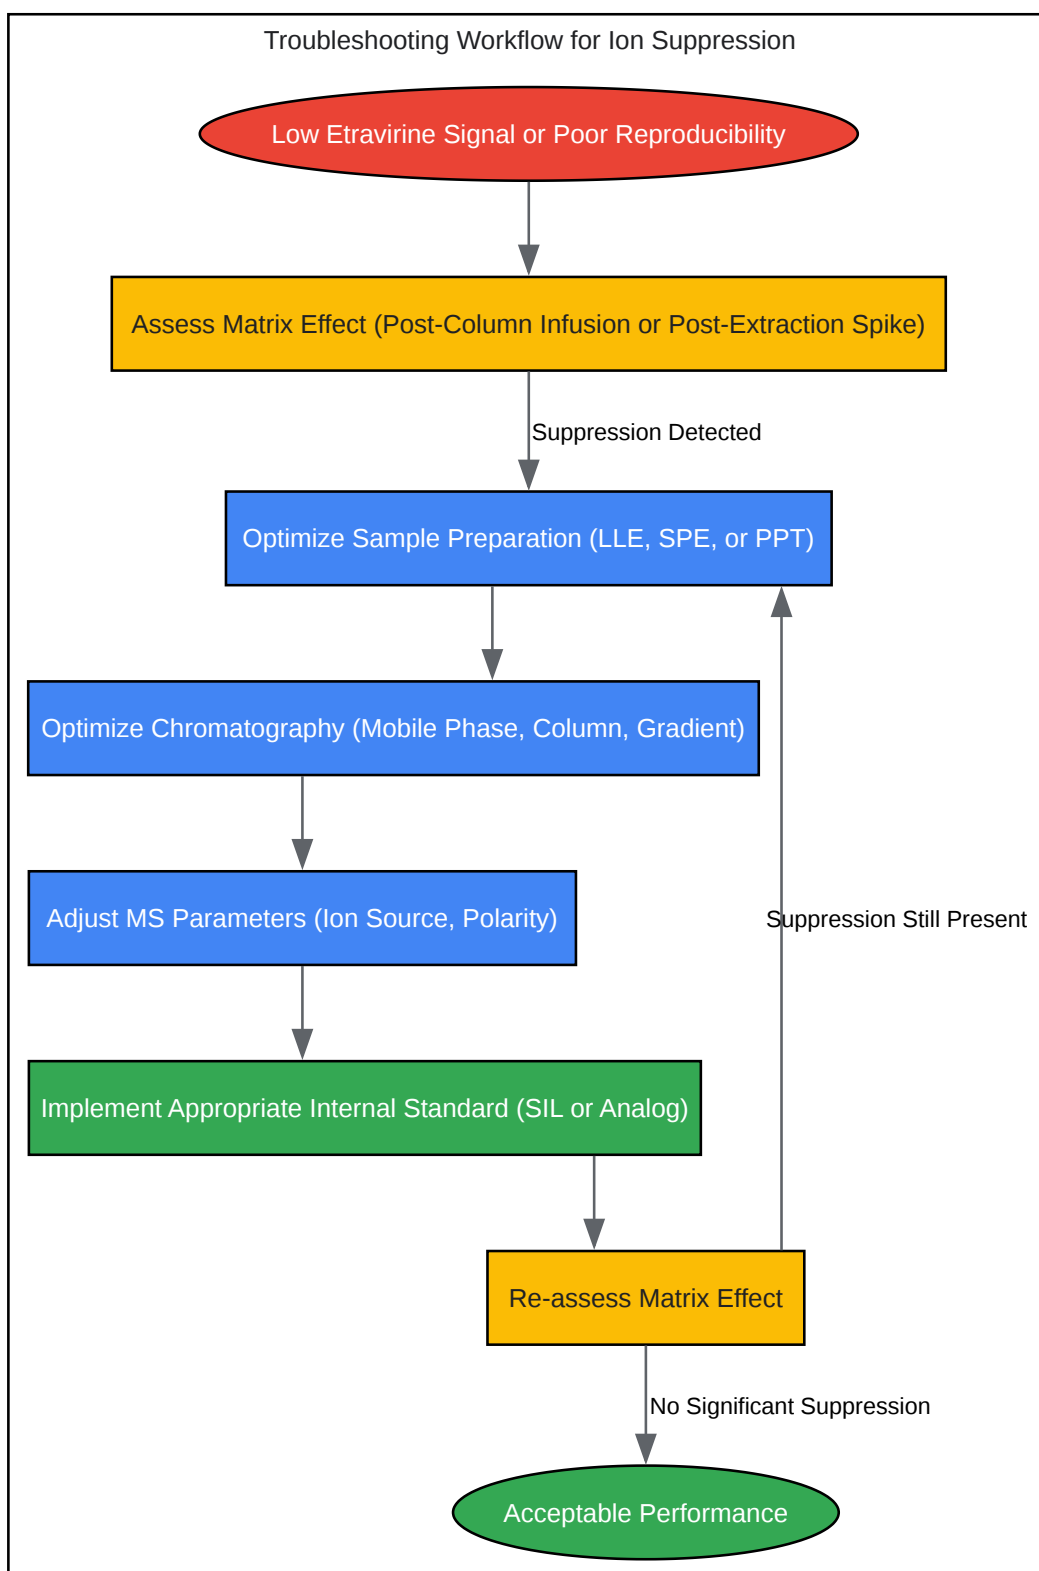 Troubleshooting Workflow for Ion Suppression
Low Etravirine Signal or Poor Reproducibility
Assess Matrix Effect (Post-Column Infusion or Post-Extraction Spike)
Suppression Detected
Optimize Sample Preparation (LLE, SPE, or PPT)
Optimize Chromatography (Mobile Phase, Column, Gradient)
Adjust MS Parameters (Ion Source, Polarity)
Suppression Still Present
Implement Appropriate Internal Standard (SIL or Analog)
Re-assess Matrix Effect
No Significant Suppression
Acceptable Performance